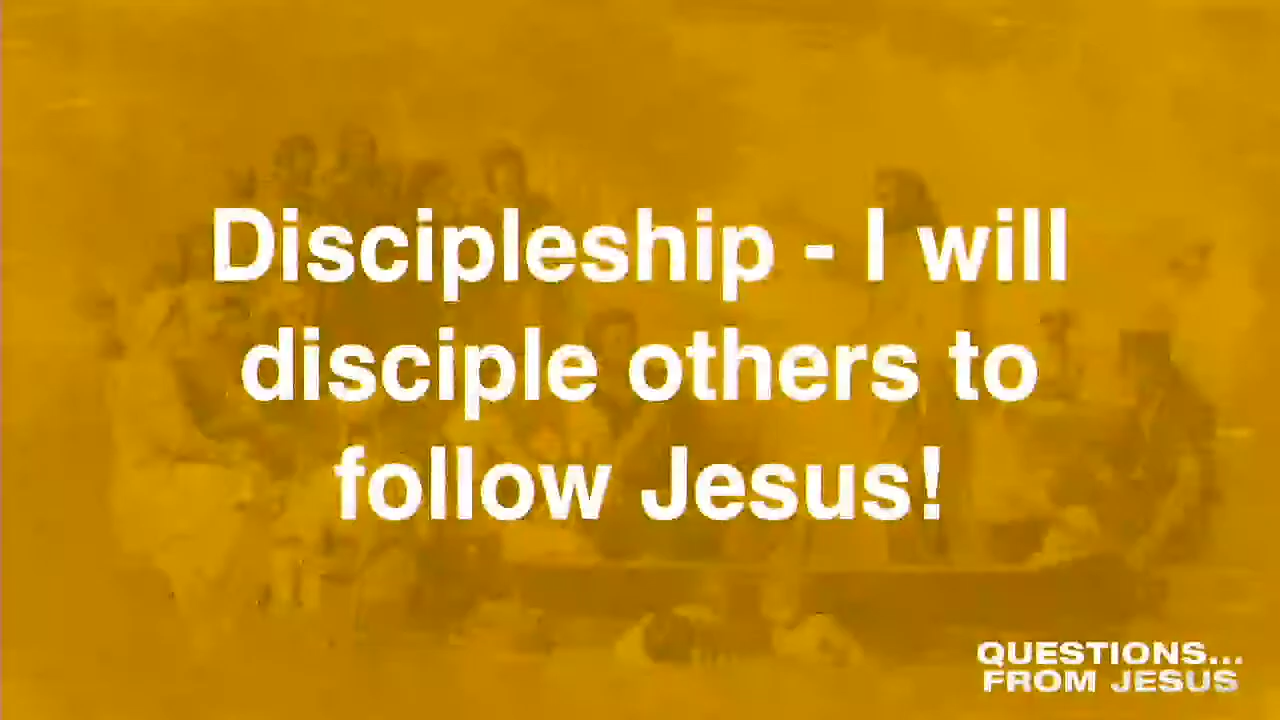 Discipleship - I will
disciple others to
follow Jesus!
QUESTIONS...
FROM JESUS